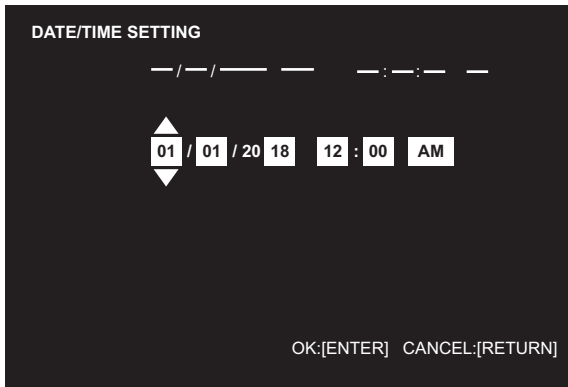 DATE/TIME SETTING
—/—/—— — —:—:— —
01 / 01 / 20 18 12 : 00 AM
OK:[ENTER] CANCEL:[RETURN]